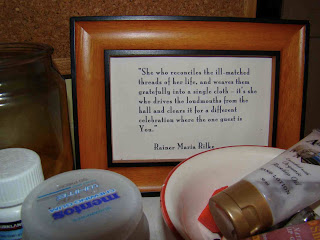 "She who reconciles the ill-matched
threads of her life, and weaves them
gratefully into a single cloth – it's she
who drives the loudmouths from the
hall and clears it for a different
celebration where the one guest is
You."
Rainer Maria Rilke
mentos